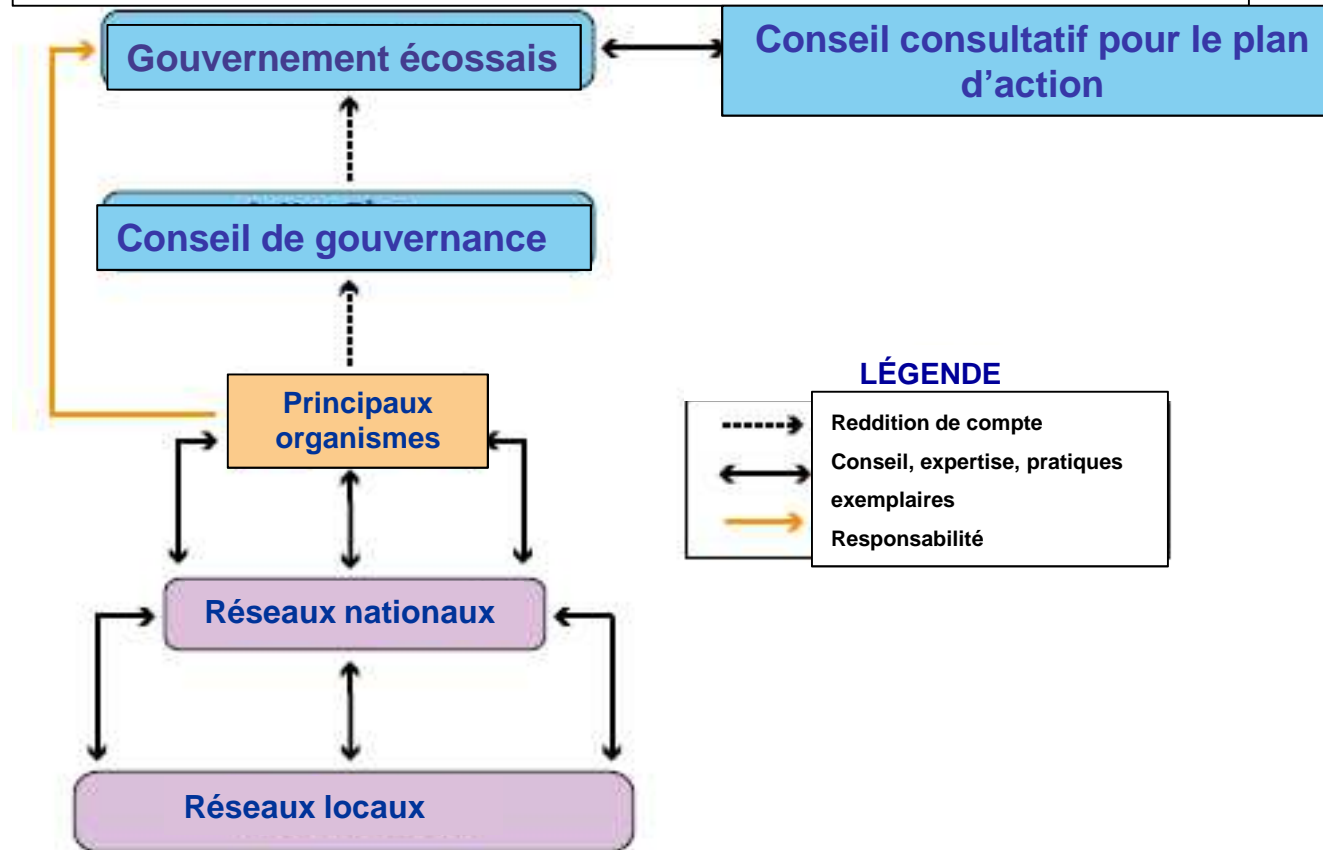 Gouvernement écossais
Conseil consultatif pour le plan
d’action
Conseil de gouvernance
Principaux
organismes
LÉGENDE
Reddition de compte
Conseil, expertise, pratiques
exemplaires
Responsabilité
Réseaux nationaux
Réseaux locaux